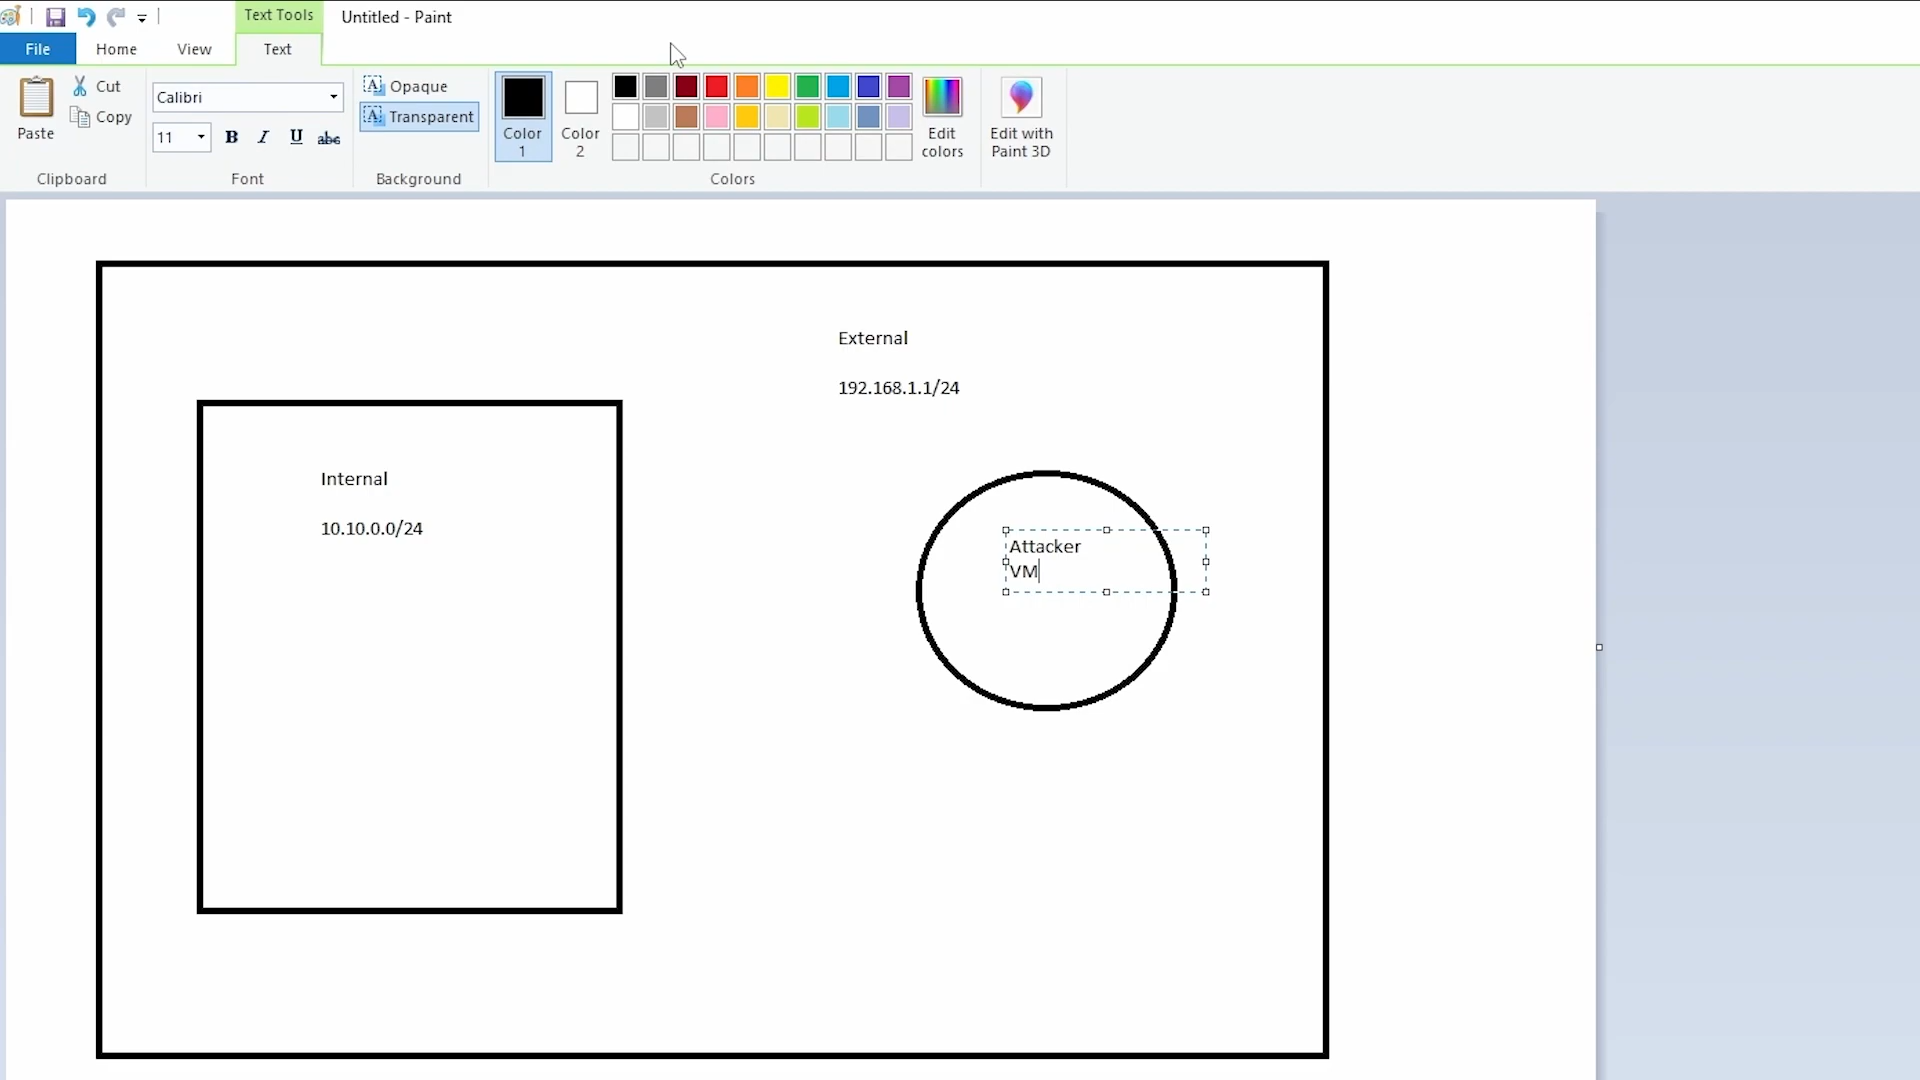 Text Tools
Untitled - Paint
File
Home
View
Text
Paste
Cut
Copy
Clipboard
Calibri
11
B I U abc
Font
Opaque
Transparent
Background
Color
1
Color
2
Colors
Edit
colors
Edit with
Paint 3D
External
192.168.1.1/24
Internal
10.10.0.0/24
Attacker
VM